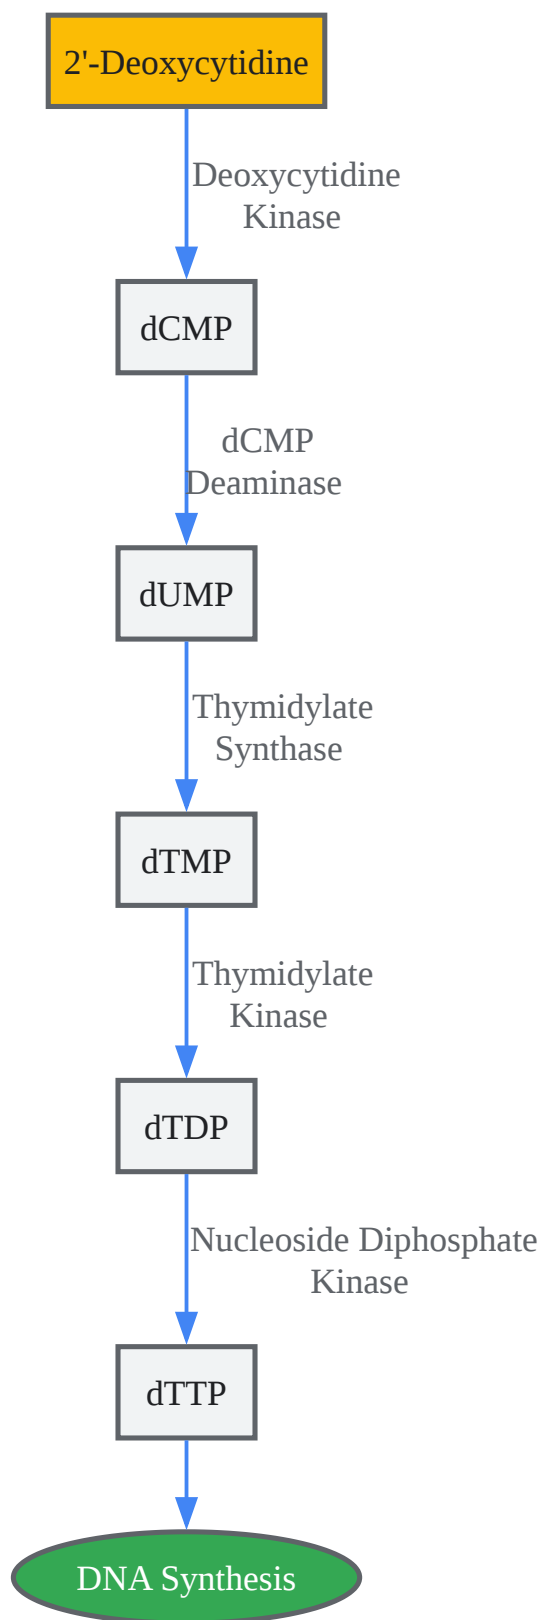 2'-Deoxycytidine
Deoxycytidine
Kinase
dCMP
dCMP
Deaminase
dUMP
Thymidylate
Synthase
dTMP
Thymidylate
Kinase
dTDP
Nucleoside Diphosphate
Kinase
dTTP
DNA Synthesis